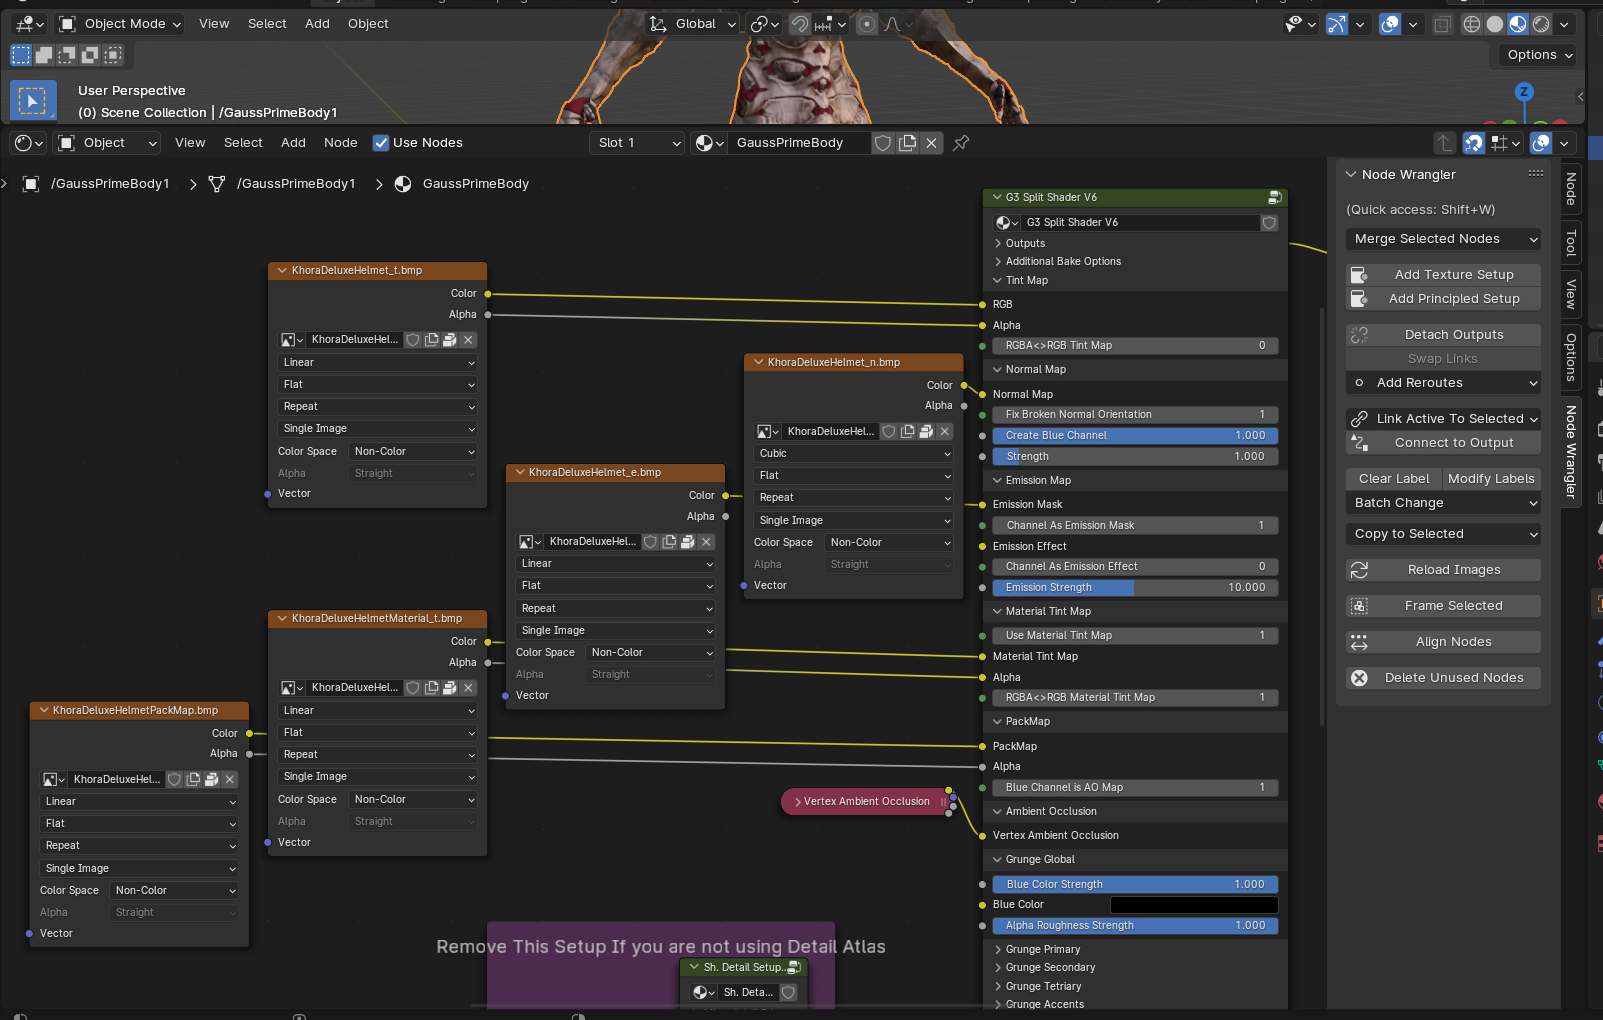 Object Mode View Select Add Object Global
Options
User Perspective
(0) Scene Collection | /GaussPrimeBody1
Z
Object View Select Add Node Use Nodes Slot 1 GaussPrimeBody
/GaussPrimeBody1 /GaussPrimeBody1 GaussPrimeBody
KhoraDeluxeHelmet_t.bmp
Color
Alpha
KhoraDeluxeHel...
Linear
Flat
Repeat
Single Image
Color Space Non-Color
Alpha Straight
Vector
KhoraDeluxeHelmet_n.bmp
Color
Alpha
KhoraDeluxeHel...
Cubic
Flat
Repeat
Single Image
Color Space Non-Color
Alpha Straight
Vector
KhoraDeluxeHelmet_e.bmp
Color
Alpha
KhoraDeluxeHel...
Linear
Flat
Repeat
Single Image
Color Space Non-Color
Alpha Straight
Vector
KhoraDeluxeHelmetMaterial_t.bmp
Color
Alpha
KhoraDeluxeHel...
Linear
Flat
Repeat
Single Image
Color Space Non-Color
Alpha Straight
Vector
KhoraDeluxeHelmetPackMap.bmp
Color
Alpha
KhoraDeluxeHel...
Linear
Flat
Repeat
Single Image
Color Space Non-Color
Alpha Straight
Vector
Vertex Ambient Occlusion
Remove This Setup If you are not using Detail Atlas
Sh. Detail Setup..
Sh. Deta...
G3 Split Shader V6
G3 Split Shader V6
Outputs
Additional Bake Options
Tint Map
RGB
Alpha
RGBA<>RGB Tint Map 0
Normal Map
Normal Map
Fix Broken Normal Orientation 1
Create Blue Channel 1.000
Strength 1.000
Emission Map
Emission Mask
Channel As Emission Mask 1
Emission Effect
Channel As Emission Effect 0
Emission Strength 10.000
Material Tint Map
Use Material Tint Map 1
Material Tint Map
Alpha
RGBA<>RGB Material Tint Map 1
PackMap
PackMap
Alpha
Blue Channel is AO Map 1
Ambient Occlusion
Vertex Ambient Occlusion
Grunge Global
Blue Color Strength 1.000
Blue Color
Alpha Roughness Strength 1.000
Grunge Primary
Grunge Secondary
Grunge Tetriary
Grunge Accents
Node Wrangler
(Quick access: Shift+W)
Merge Selected Nodes
Add Texture Setup
Add Principled Setup
Detach Outputs
Swap Links
Add Reroutes
Link Active To Selected
Connect to Output
Clear Label Modify Labels
Batch Change
Copy to Selected
Reload Images
Frame Selected
Align Nodes
Delete Unused Nodes
Node
Tool
View
Options
Node Wrangler